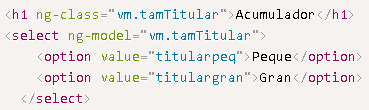 <h1 ng-class="vm.tamTitular">Acumulador</h1>
<select ng-model="vm.tamTitular">
    <option value="titularpeq">Peque</option>
    <option value="titulargran">Gran</option>
  </select>